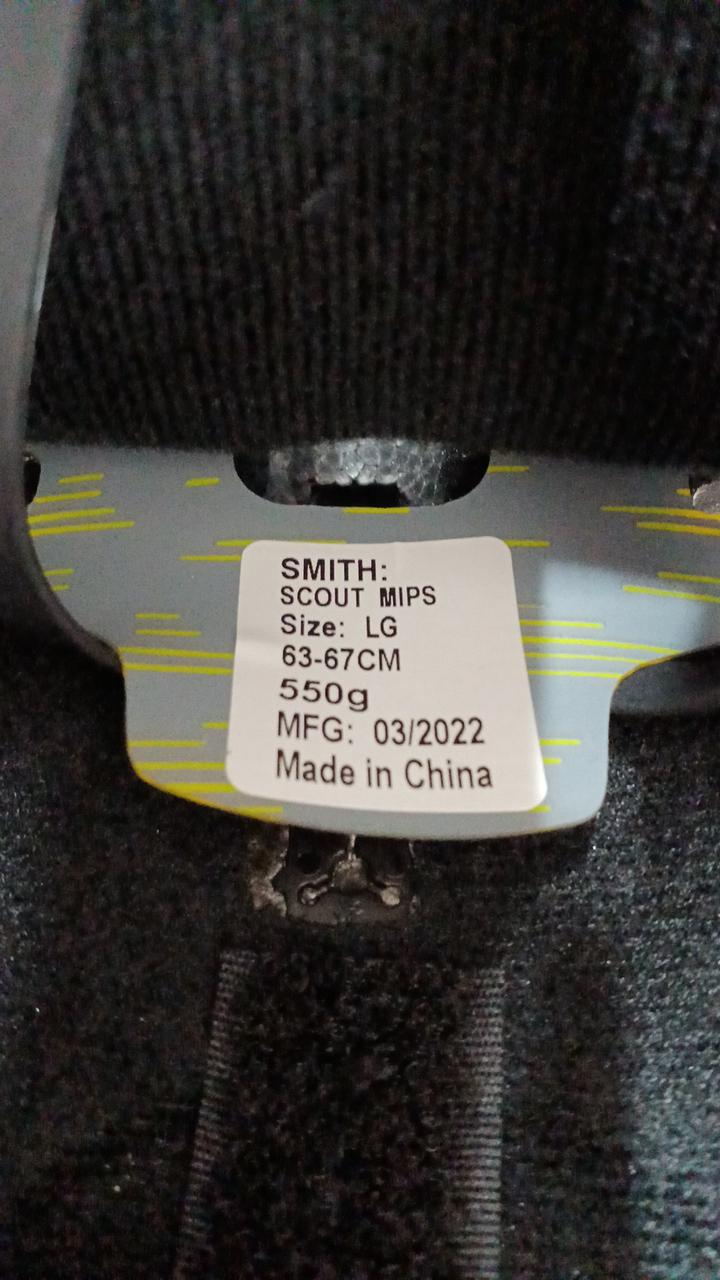 SMITH:
SCOUT MIPS
Size: LG
63-67CM
550g
MFG: 03/2022
Made in China